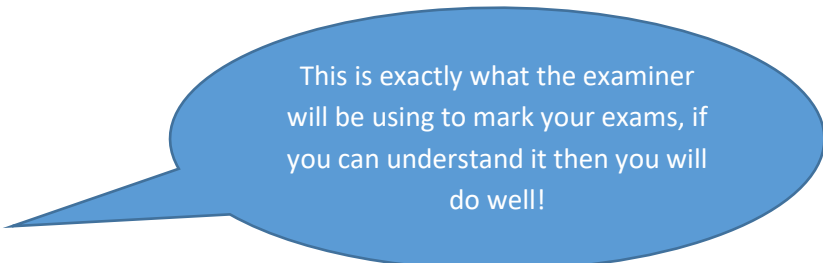 This is exactly what the examiner
will be using to mark your exams, if
you can understand it then you will
do well!